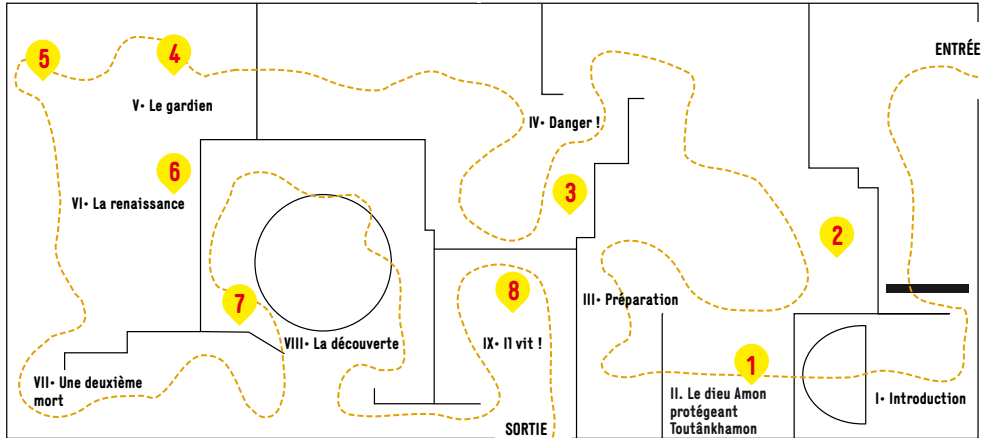 5
4
ENTRÉE
V• Le gardien
IV• Danger !
6
3
VI• La renaissance
2
8
7
III• Préparation
VIII• La découverte
IX• Il vit !
1
VII• Une deuxième
mort
II. Le dieu Amon
protégeant
Toutânkhamon
I• Introduction
SORTIE